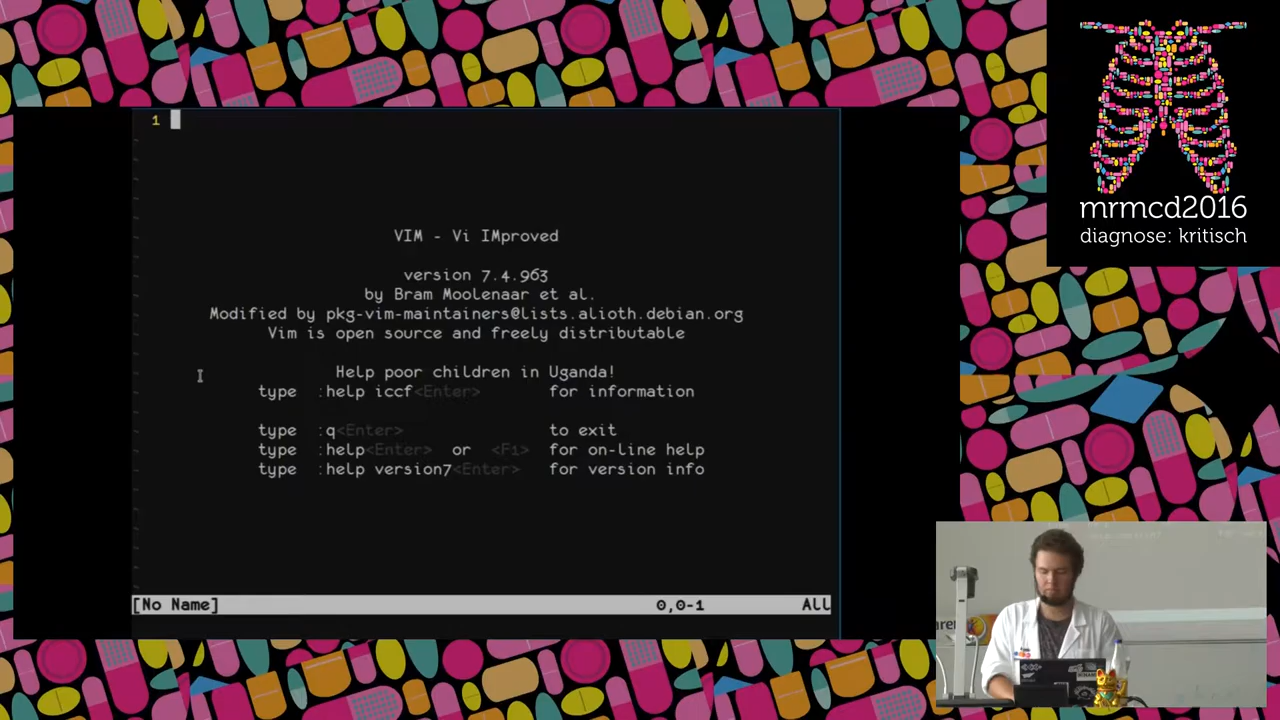 1
VIM - Vi IMproved
version 7.4.963
by Bram Moolenaar et al.
Modified by pkg-vim-maintainers@lists.alioth.debian.org
Vim is open source and freely distributable
Help poor children in Uganda!
type :help iccf<Enter> for information
type :q<Enter> to exit
type :help<Enter> or <F1> for on-line help
type :help version7<Enter> for version info
[No Name] 0,0-1 All
mrmcd2016
diagnose: kritisch